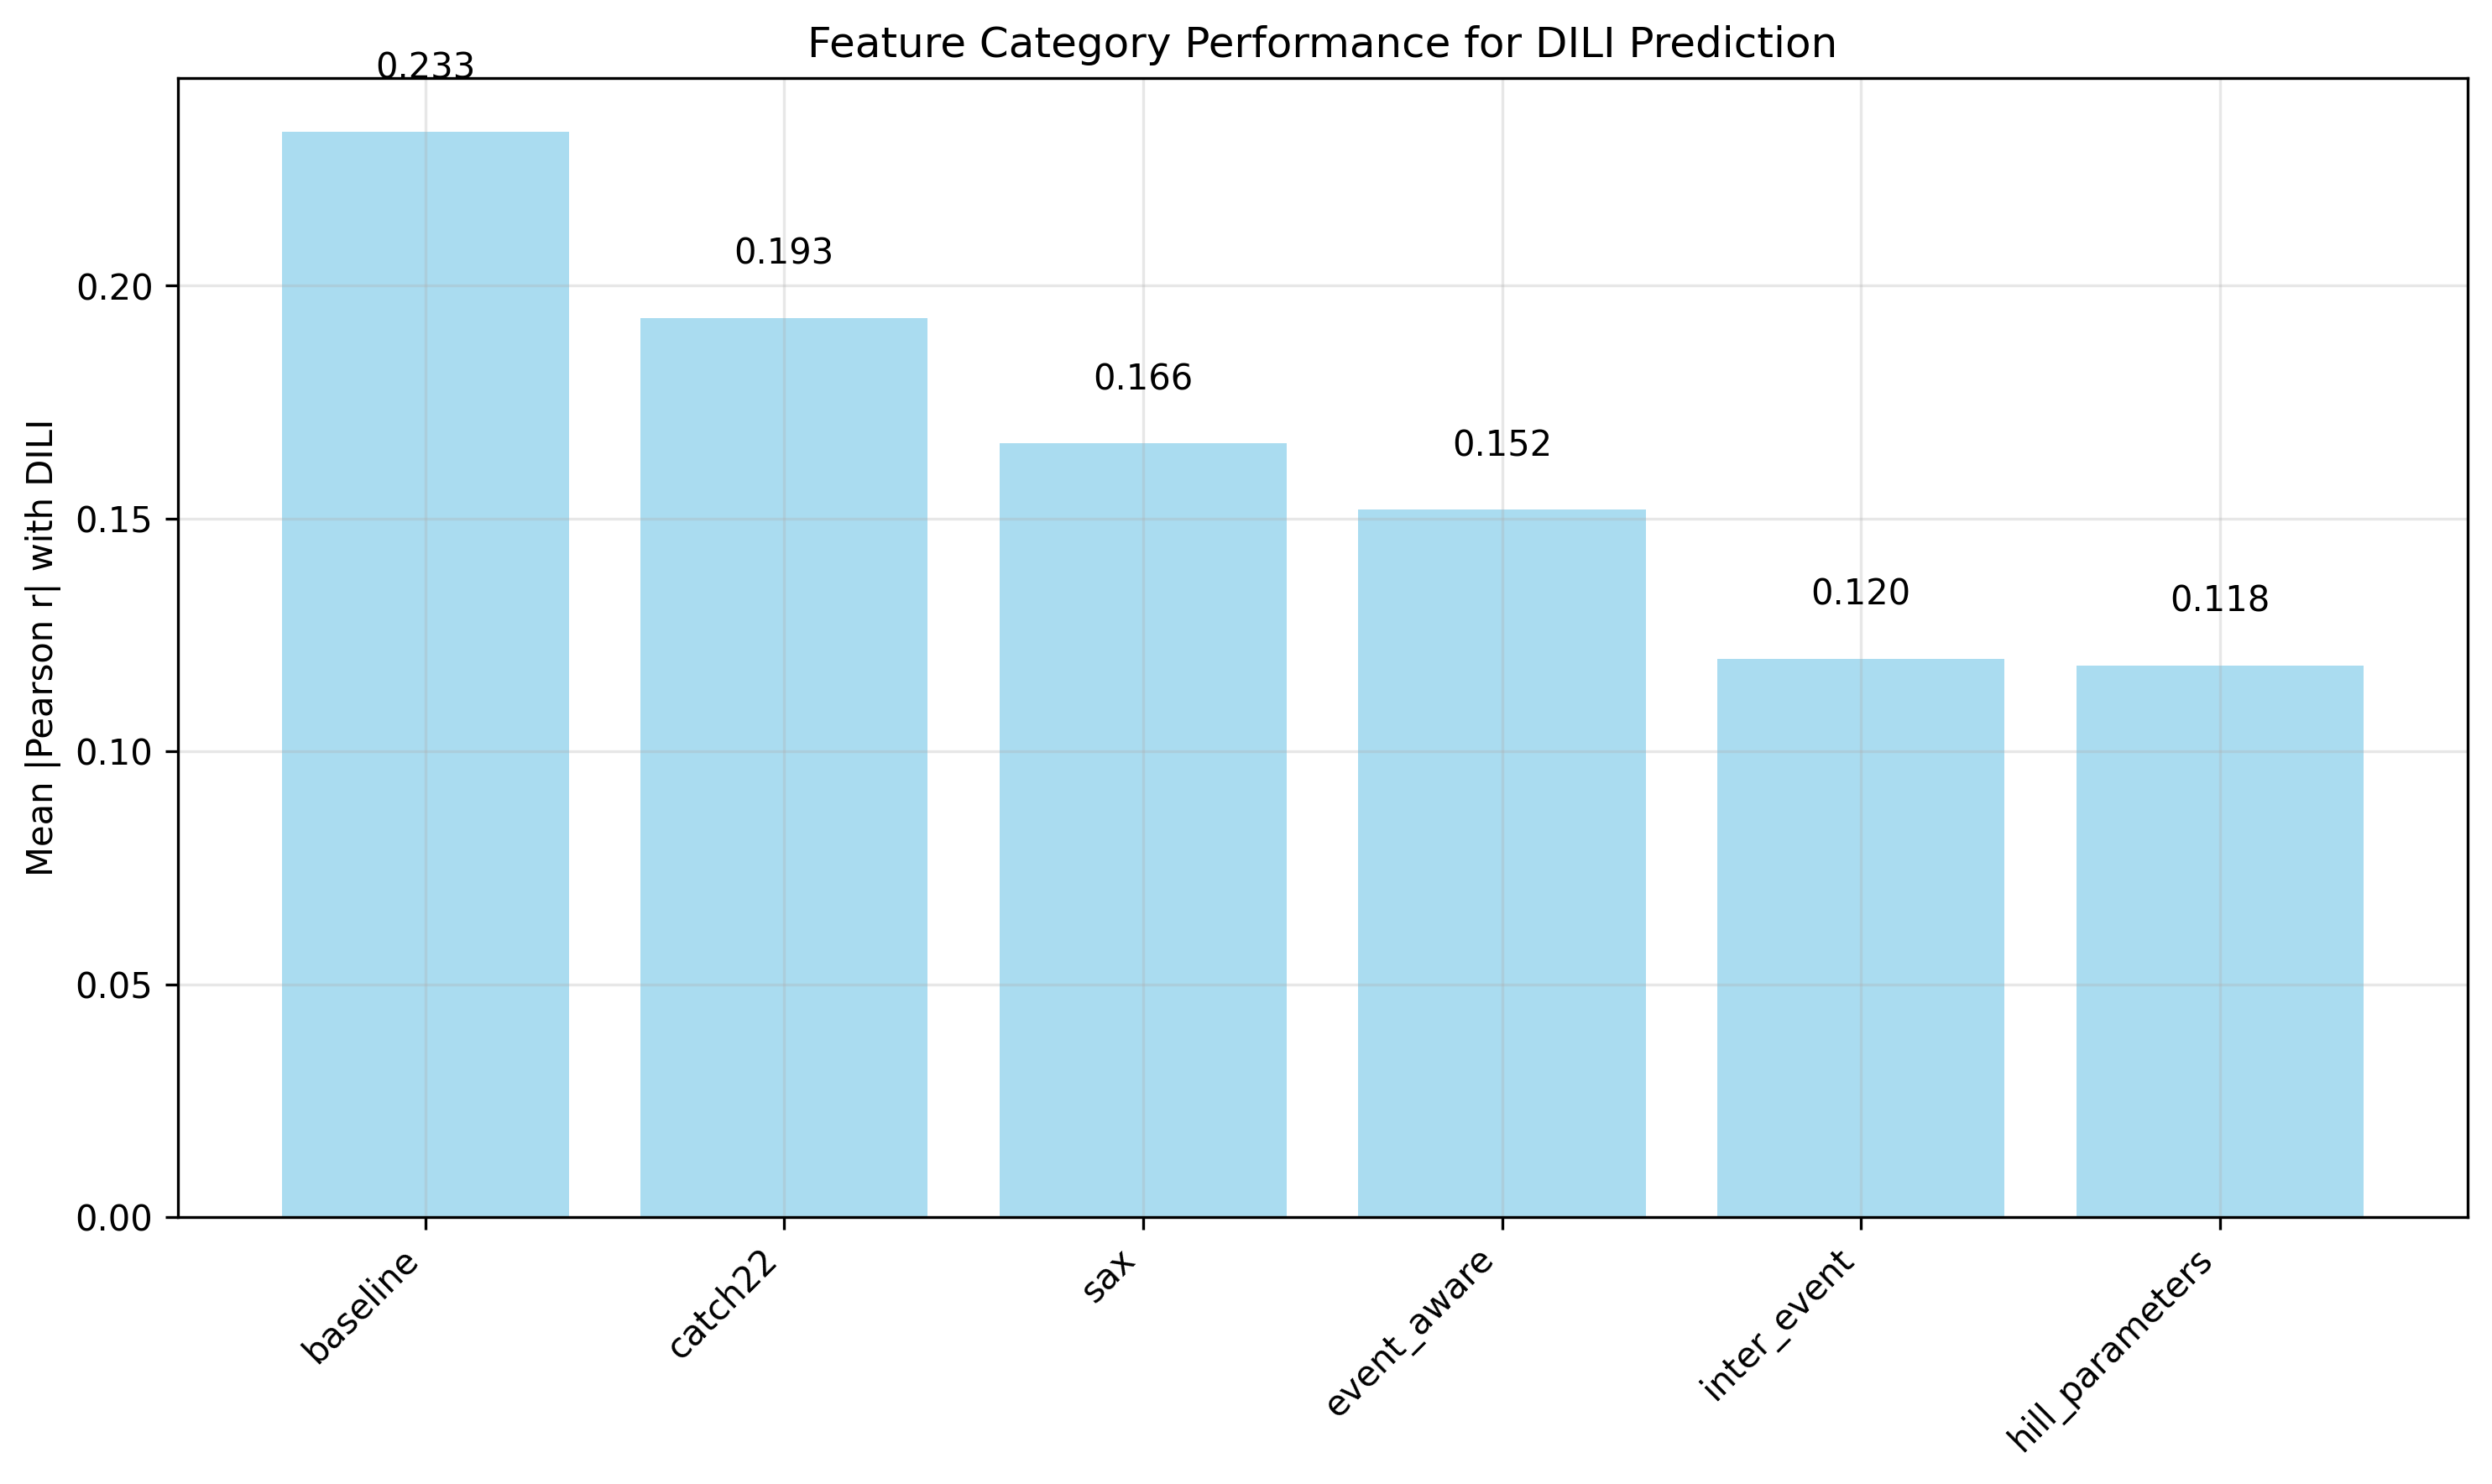 Feature Category Performance for DILI Prediction
0.233
0.193
0.166
0.152
0.120
0.118
Mean |Pearson r| with DILI
0.20
0.15
0.10
0.05
0.00
baseline
catch22
sax
event_aware
inter_event
hill_parameters